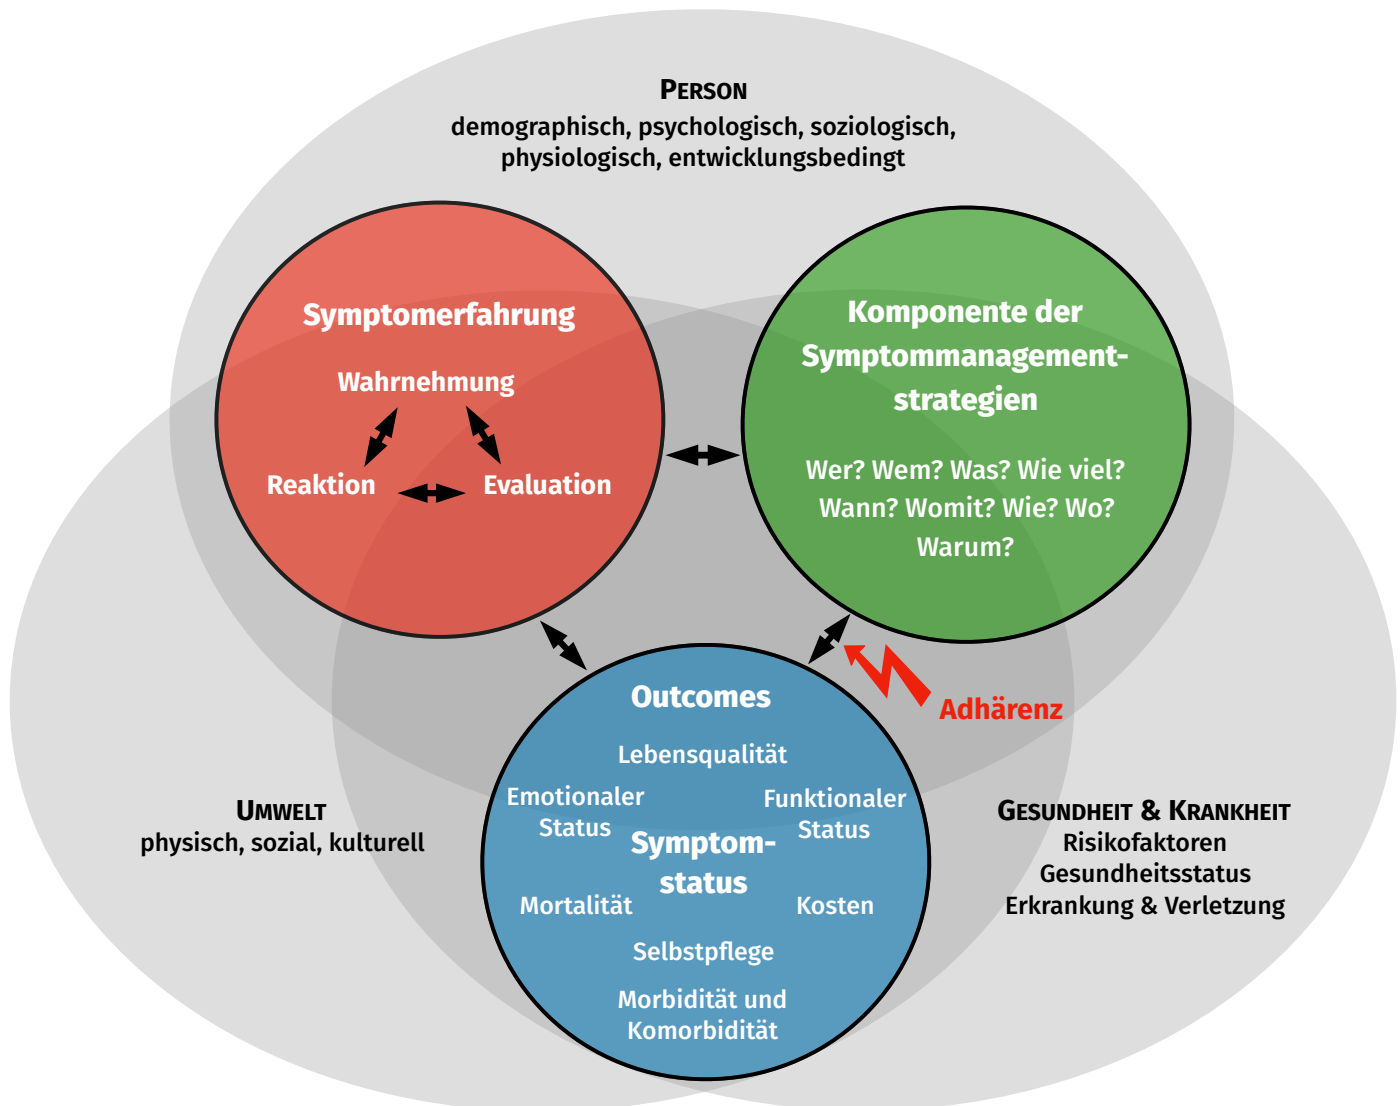 PERSON
demographisch, psychologisch, soziologisch,
physiologisch, entwicklungsbedingt
Symptomerfahrung
Wahrnehmung
Reaktion
Evaluation
Komponente der
Symptommanagement-
strategien
Wer? Wem? Was? Wie viel?
Wann? Womit? Wie? Wo?
Warum?
Adhärenz
Outcomes
Lebensqualität
Emotionaler
Status
Funktionaler
Status
Symptom-
status
Mortalität
Kosten
Selbstpflege
Morbidität und
Komorbidität
UMWELT
physisch, sozial, kulturell
GESUNDHEIT & KRANKHEIT
Risikofaktoren
Gesundheitsstatus
Erkrankung & Verletzung